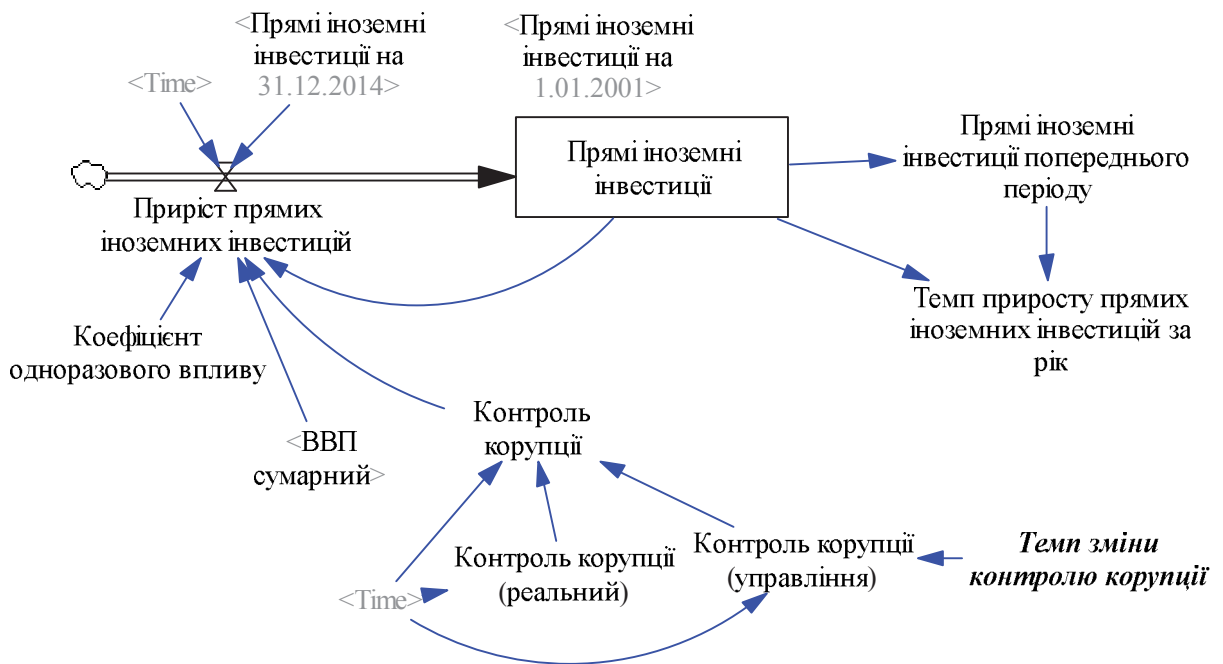 <Прямі іноземні
інвестиції на
31.12.2014>
<Time>
<Прямі іноземні
інвестиції на
1.01.2001>
Прямі іноземні
інвестиції
Прямі іноземні
інвестиції попереднього
періоду
Приріст прямих
іноземних інвестицій
Темп приросту прямих
іноземних інвестицій за
рік
Коефіцієнт
одноразового впливу
<ВВП
сумарний>
Контроль
корупції
Контроль корупції
(реальний)
Контроль корупції
(управління)
Темп зміни
контролю корупції
<Time>